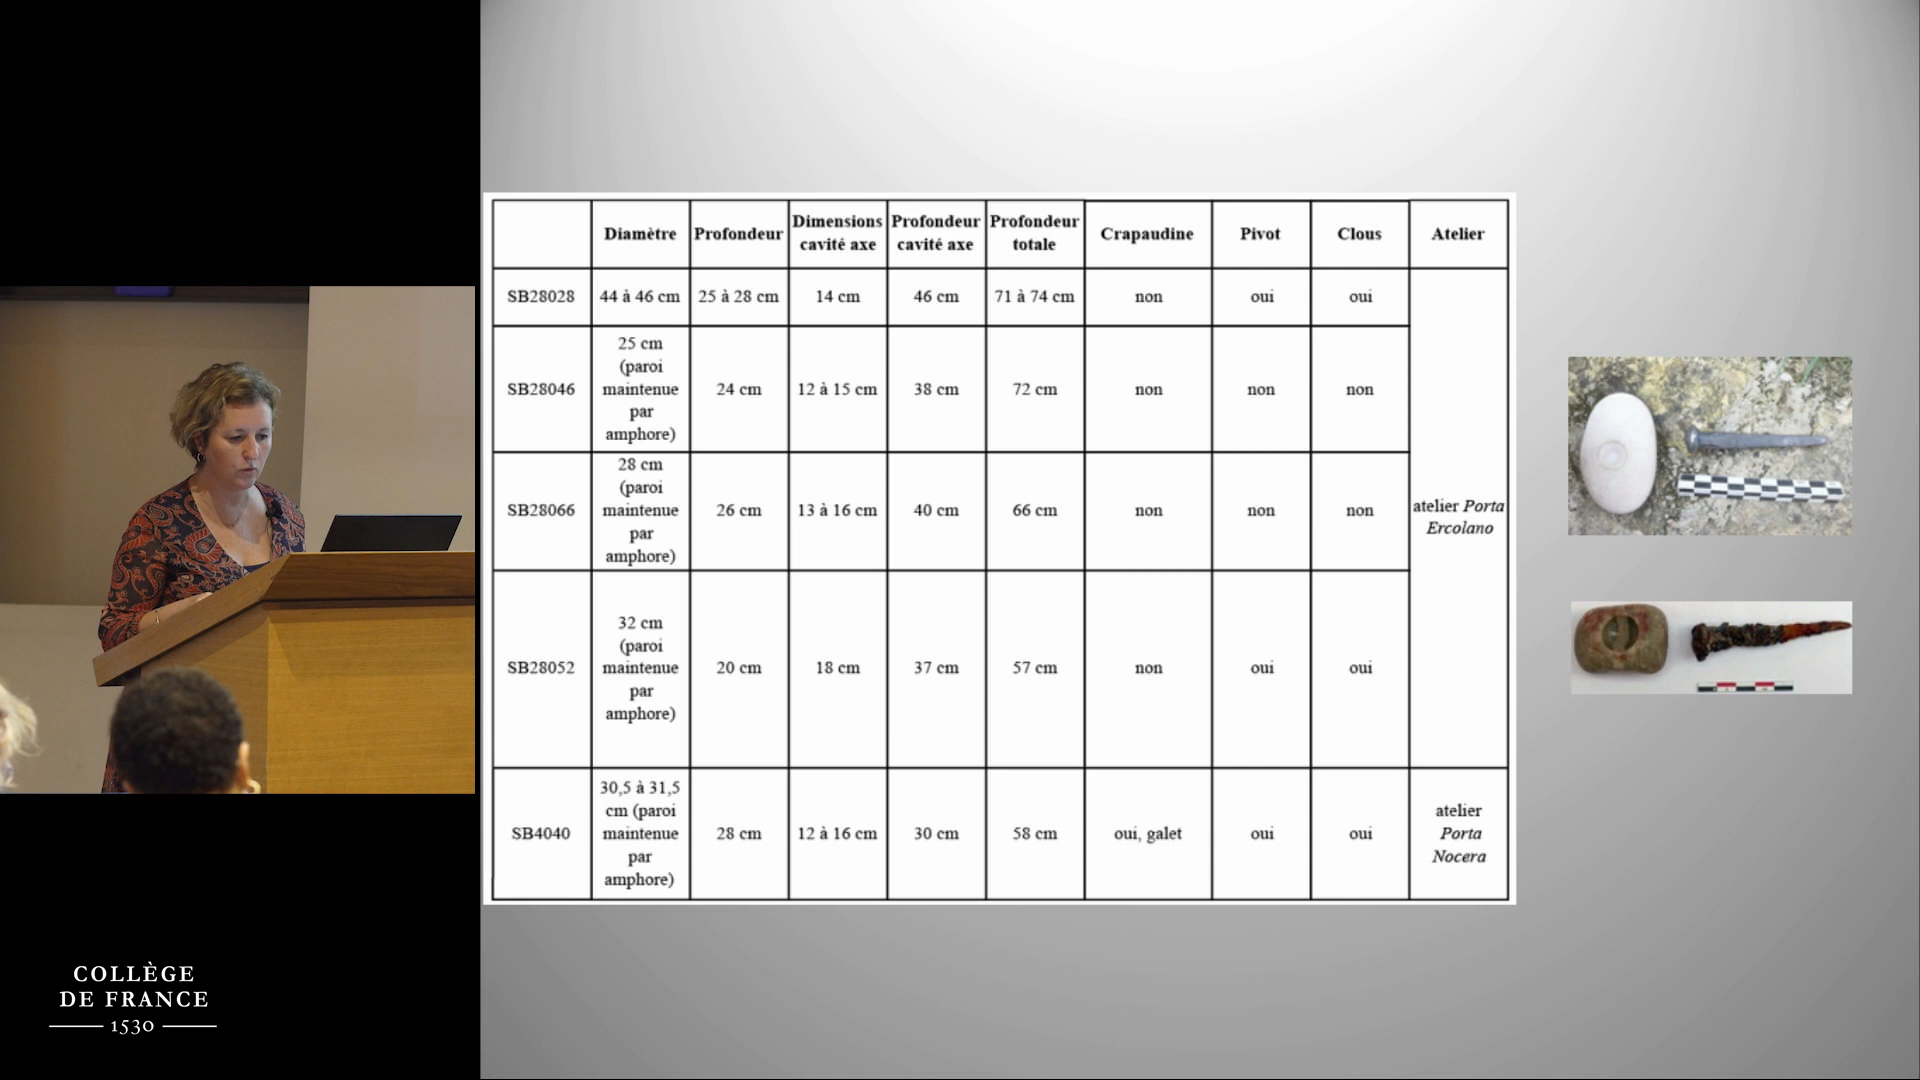 Diamètre Profondeur Dimensions cavité axe Profondeur cavité axe Profondeur totale Crapaudine Pivot Clous Atelier
SB28028 44 à 46 cm 25 à 28 cm 14 cm 46 cm 71 à 74 cm non oui oui
SB28046 25 cm (paroi maintenue par amphore) 24 cm 12 à 15 cm 38 cm 72 cm non non non
SB28066 28 cm (paroi maintenue par amphore) 26 cm 13 à 16 cm 40 cm 66 cm non non non
atelier Porta Ercolano
SB28052 32 cm (paroi maintenue par amphore) 20 cm 18 cm 37 cm 57 cm non oui oui
SB4040 30,5 à 31,5 cm (paroi maintenue par amphore) 28 cm 12 à 16 cm 30 cm 58 cm oui, galet oui oui atelier Porta Nocera
COLLÈGE
DE FRANCE
1530